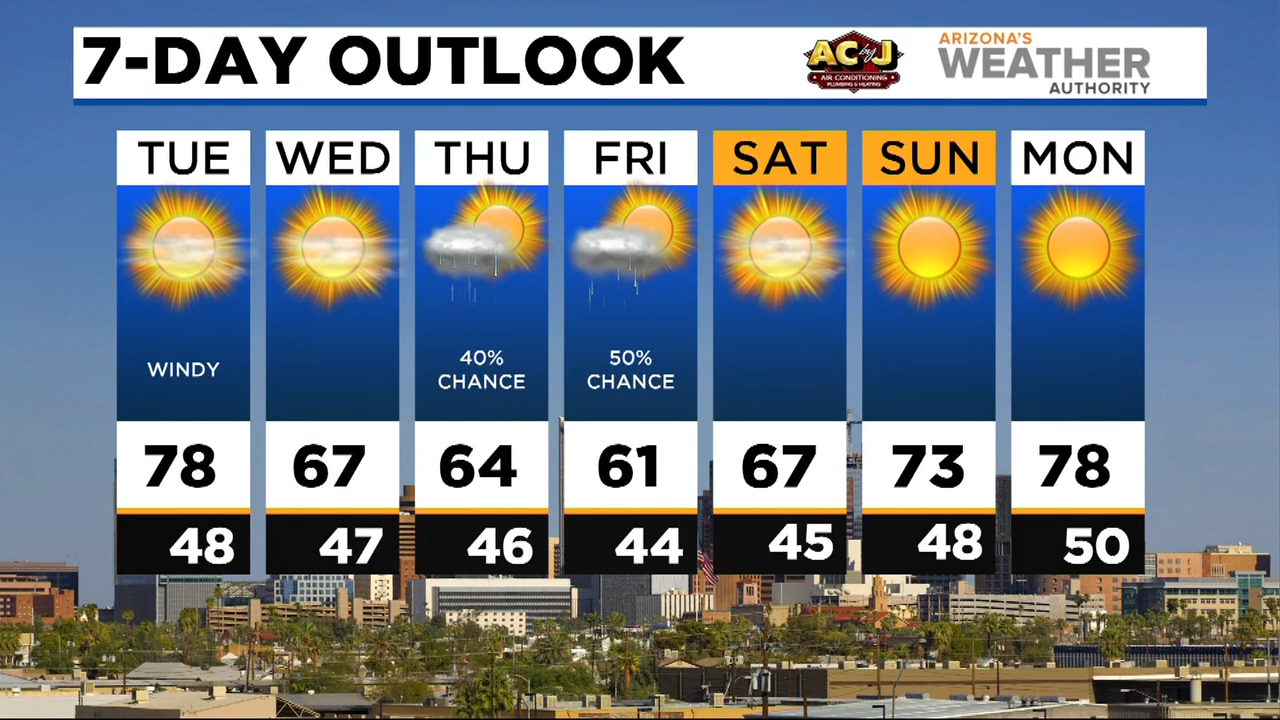 7-DAY OUTLOOK
AC by J
AIR CONDITIONING
PLUMBING & HEATING
ARIZONA'S
WEATHER
AUTHORITY
TUE WED THU FRI SAT SUN MON
WINDY
40%
CHANCE
50%
CHANCE
78 67 64 61 67 73 78
48 47 46 44 45 48 50